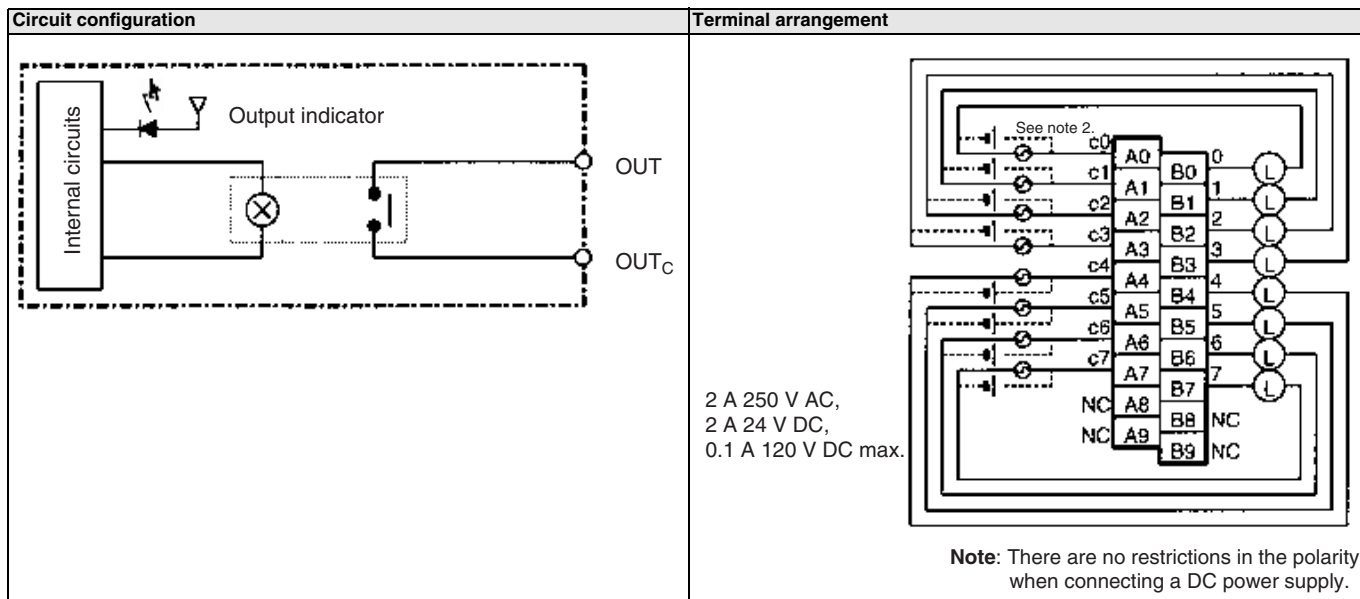 Circuit configuration
Terminal arrangement
Internal circuits
Output indicator
OUT
OUTC
See note 2.
c0 A0 B0 0 L
c1 A1 B1 1 L
c2 A2 B2 2 L
c3 A3 B3 3 L
c4 A4 B4 4 L
c5 A5 B5 5 L
c6 A6 B6 6 L
c7 A7 B7 7 L
NC A8 B8 NC
NC A9 B9 NC
2 A 250 V AC,
2 A 24 V DC,
0.1 A 120 V DC max.
Note: There are no restrictions in the polarity
when connecting a DC power supply.